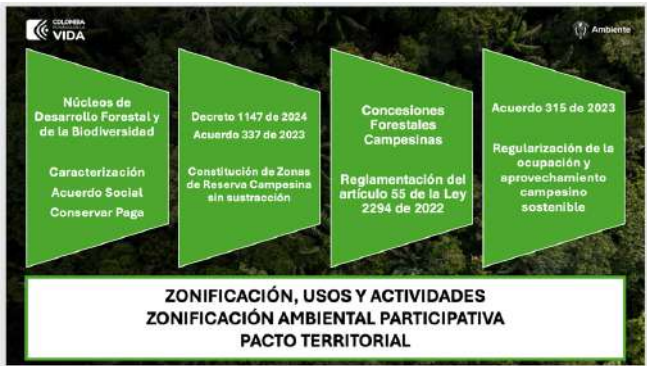 COLOMBIA
VIDA
Ambiente
Núcleos de
Desarrollo Forestal y
de la Biodiversidad
Caracterización
Acuerdo Social
Conservar Paga
Decreto 1147 de 2024
Acuerdo 337 de 2023
Constitución de Zonas
de Reserva Campesina
sin sustracción
Concesiones
Forestales
Campesinas
Reglamentación del
artículo 55 de la Ley
2294 de 2022
Acuerdo 315 de 2023
Regularización de la
ocupación y
aprovechamiento
campesino
sostenible
ZONIFICACIÓN, USOS Y ACTIVIDADES
ZONIFICACIÓN AMBIENTAL PARTICIPATIVA
PACTO TERRITORIAL